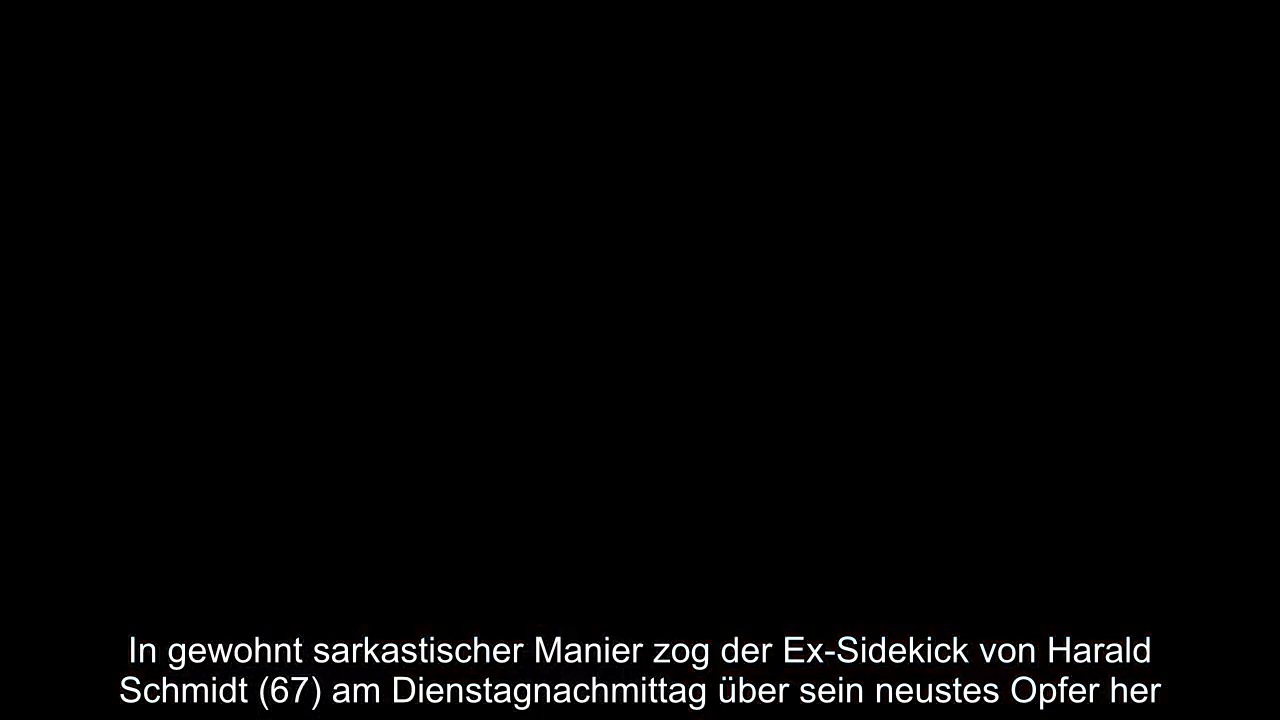 In gewohnt sarkastischer Manier zog der Ex-Sidekick von Harald
Schmidt (67) am Dienstagnachmittag über sein neustes Opfer her